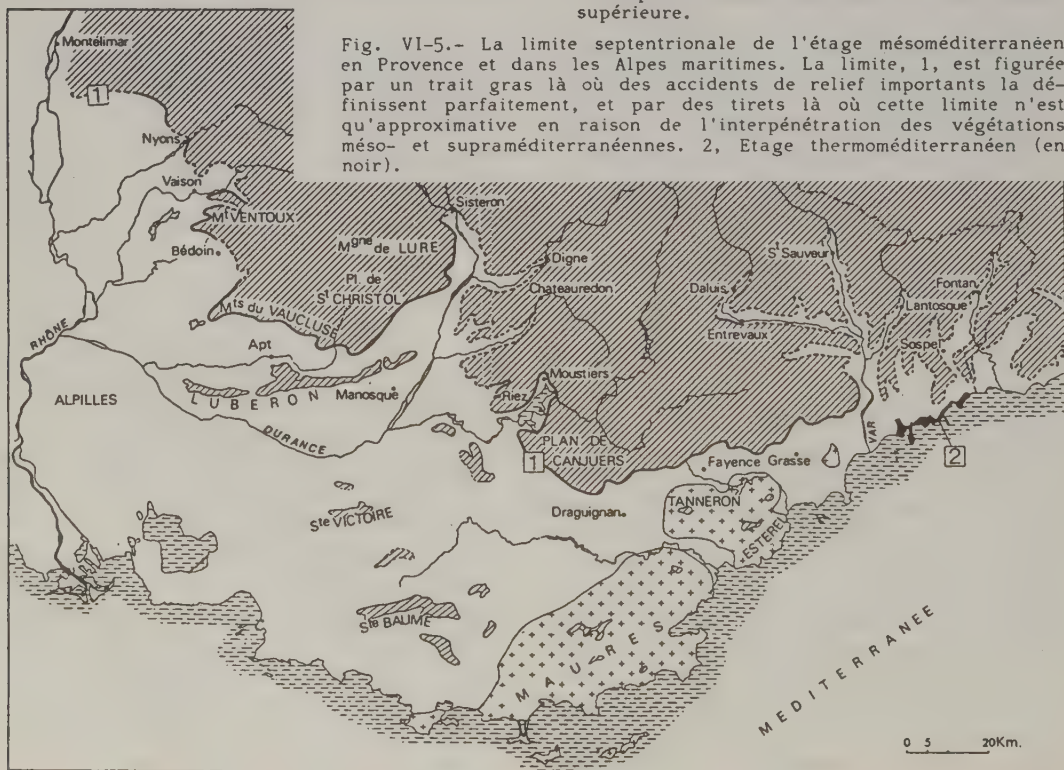 supérieure.
Fig. VI-5.- La limite septentrionale de l'étage mésoméditerranéen
en Provence et dans les Alpes maritimes. La limite, 1, est figurée
par un trait gras là où des accidents de relief importants la dé-
finissent parfaitement, et par des tirets là où cette limite n'est
qu'approximative en raison de l'interpénétration des végétations
méso- et supraméditerranéennes. 2, Etage thermoméditerranéen (en
noir).
Montélimar
1
Nyons
Vaison
Mt VENTOUX
Bédoin
Sisteron
Mgne de LURE
Pl. de
St CHRISTOL
Mts du VAUCLUSE
Digne
Chateauredon
St Sauveur
Daluis
Fontan
Lantosque
Entrevaux
Sospel
RHÔNE
Apt
ALPILLES
LUBERON
Manosque
DURANCE
Moustiers
Riez
PLAN DE
CANJUERS
1
VAR
2
Fayence
Grasse
TANNERON
ESTEREL
Draguignan
Ste VICTOIRE
Ste BAUME
MAURES
MEDITERRANEE
0 5 20Km.